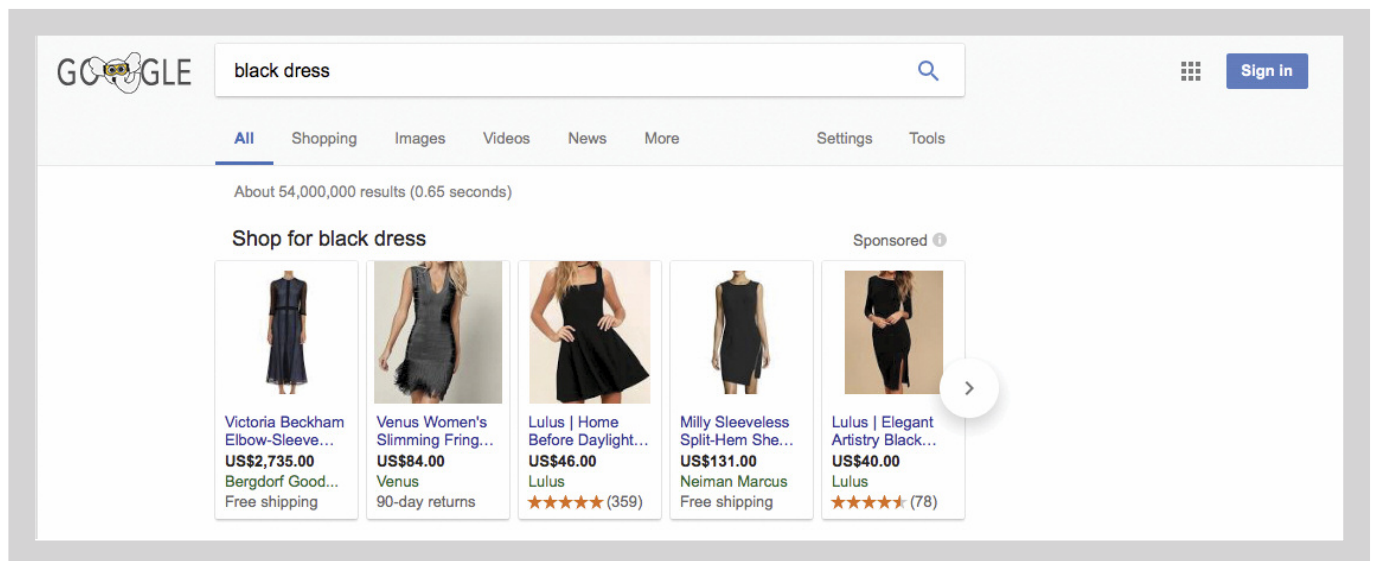 GOOGLE
black dress
Sign in
All Shopping Images Videos News More Settings Tools
About 54,000,000 results (0.65 seconds)
Shop for black dress
Sponsored
Victoria Beckham
Elbow-Sleeve...
US$2,735.00
Bergdorf Good...
Free shipping
Venus Women's
Slimming Fring...
US$84.00
Venus
90-day returns
Lulus | Home
Before Daylight...
US$46.00
Lulus
(359)
Milly Sleeveless
Split-Hem She...
US$131.00
Neiman Marcus
Free shipping
Lulus | Elegant
Artistry Black...
US$40.00
Lulus
(78)